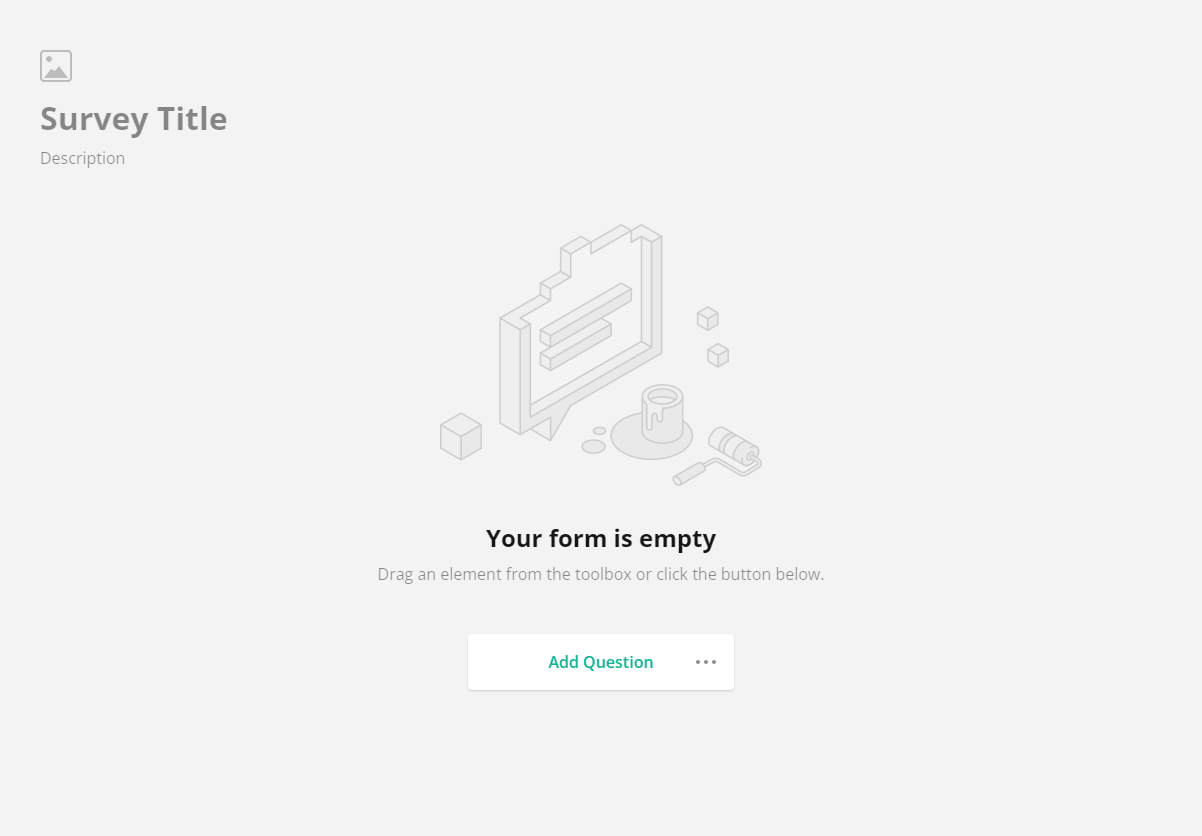 Survey Title
Description
Your form is empty
Drag an element from the toolbox or click the button below.
Add Question